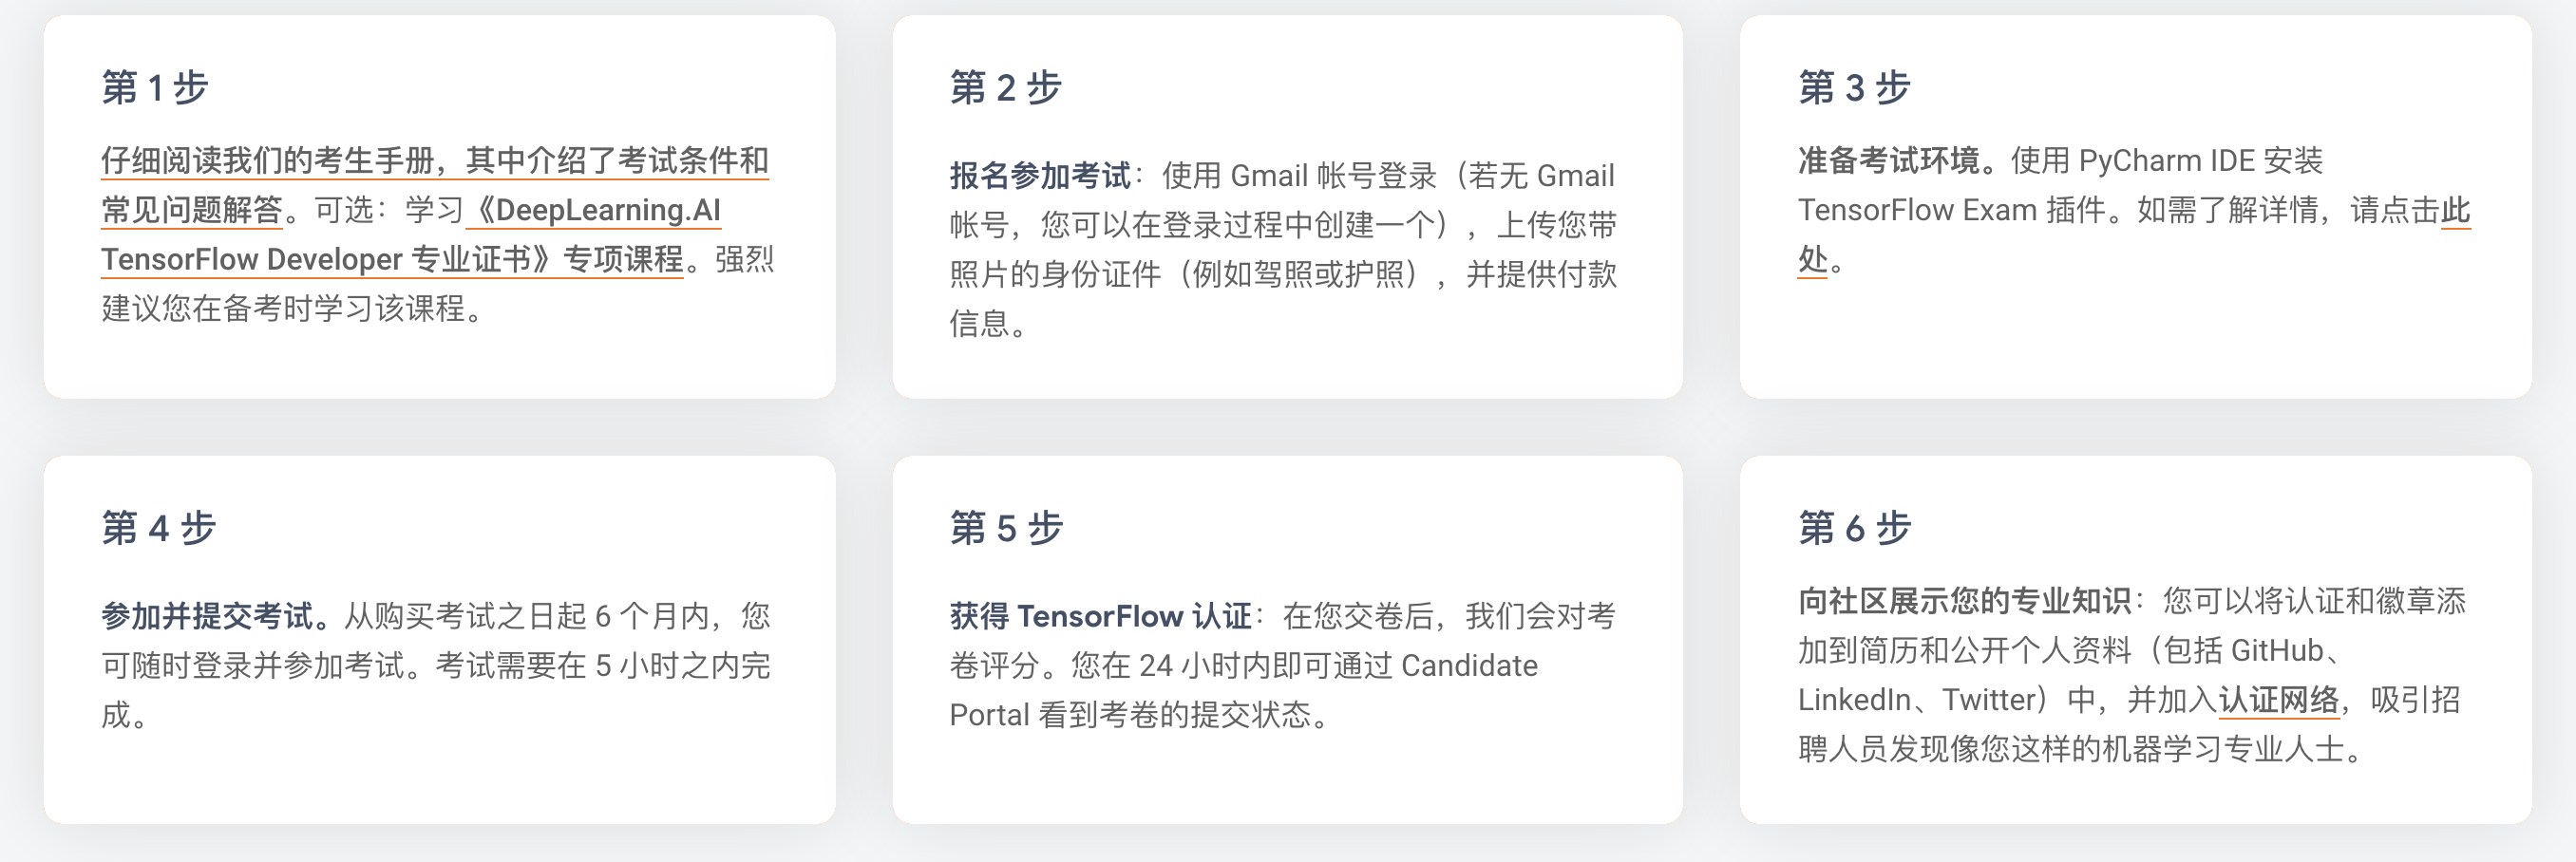 第 1 步
仔细阅读我们的考生手册，其中介绍了考试条件和
常见问题解答。可选：学习《DeepLearning.AI
TensorFlow Developer 专业证书》专项课程。强烈
建议您在备考时学习该课程。
第 2 步
报名参加考试：使用 Gmail 帐号登录（若无 Gmail
帐号，您可以在登录过程中创建一个），上传您带
照片的身份证件（例如驾照或护照），并提供付款
信息。
第 3 步
准备考试环境。使用 PyCharm IDE 安装
TensorFlow Exam 插件。如需了解详情，请点击此
处。
第 4 步
参加并提交考试。从购买考试之日起 6 个月内，您
可随时登录并参加考试。考试需要在 5 小时之内完
成。
第 5 步
获得 TensorFlow 认证：在您交卷后，我们会对考
卷评分。您在 24 小时内即可通过 Candidate
Portal 看到考卷的提交状态。
第 6 步
向社区展示您的专业知识：您可以将认证和徽章添
加到简历和公开个人资料（包括 GitHub、
LinkedIn、Twitter）中，并加入认证网络，吸引招
聘人员发现像您这样的机器学习专业人士。